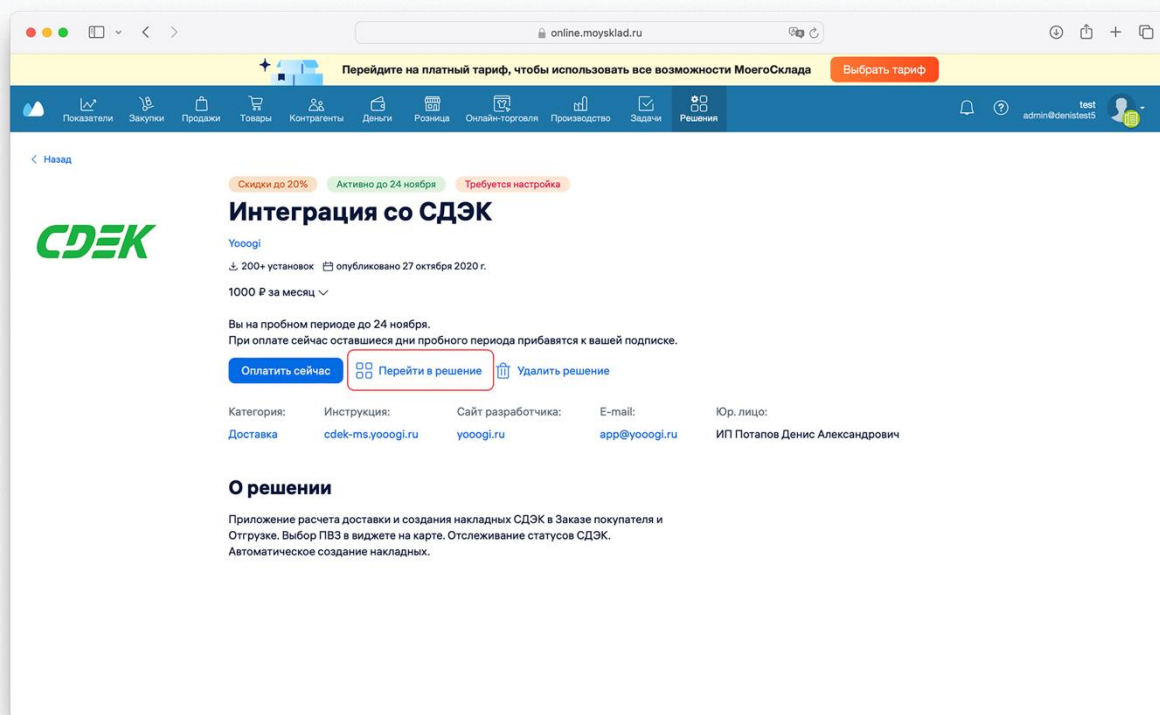 online.moysklad.ru
Перейдите на платный тариф, чтобы использовать все возможности МоегоСклада
Выбрать тариф
Показатели Закупки Продажи Товары Контрагенты Деньги Розница Онлайн-торговля Производство Задачи Решения
test
admin@denistest5
Назад
Скидки до 20% Активно до 24 ноября Требуется настройка
Интеграция со СДЭК
CDEK
Yooogi
200+ установок опубликовано 27 октября 2020 г.
1000 ₽ за месяц
Вы на пробном периоде до 24 ноября.
При оплате сейчас оставшиеся дни пробного периода прибавятся к вашей подписке.
Оплатить сейчас Перейти в решение Удалить решение
Категория: Инструкция: Сайт разработчика: E-mail: Юр. лицо:
Доставка cdek-ms.yooogi.ru yooogi.ru app@yooogi.ru ИП Потапов Денис Александрович
О решении
Приложение расчета доставки и создания накладных СДЭК в Заказе покупателя и
Отгрузке. Выбор ПВЗ в виджете на карте. Отслеживание статусов СДЭК.
Автоматическое создание накладных.